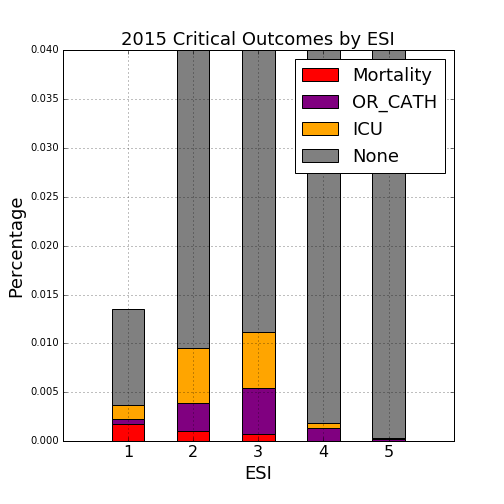 2015 Critical Outcomes by ESI
0.040
0.035
0.030
0.025
0.020
0.015
0.010
0.005
0.000
Percentage
Mortality
OR_CATH
ICU
None
1 2 3 4 5
ESI